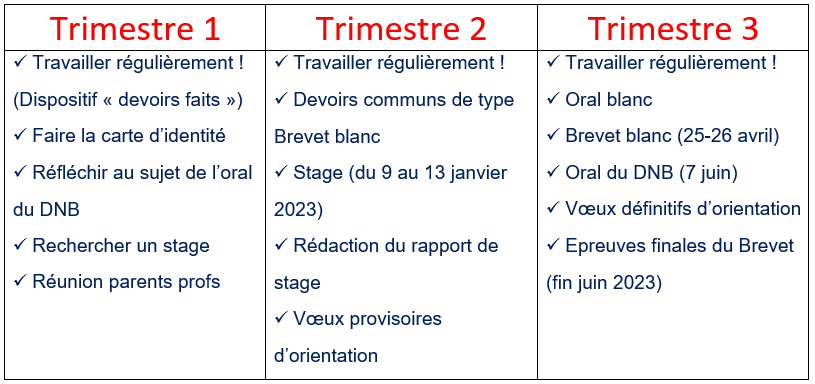 Trimestre 1
✓ Travailler régulièrement !
(Dispositif « devoirs faits »)
✓ Faire la carte d’identité
✓ Réfléchir au sujet de l’oral
du DNB
✓ Rechercher un stage
✓ Réunion parents profs
Trimestre 2
✓ Travailler régulièrement !
✓ Devoirs communs de type
Brevet blanc
✓ Stage (du 9 au 13 janvier
2023)
✓ Rédaction du rapport de
stage
✓ Vœux provisoires
d’orientation
Trimestre 3
✓ Travailler régulièrement !
✓ Oral blanc
✓ Brevet blanc (25-26 avril)
✓ Oral du DNB (7 juin)
✓ Vœux définitifs d’orientation
✓ Epreuves finales du Brevet
(fin juin 2023)